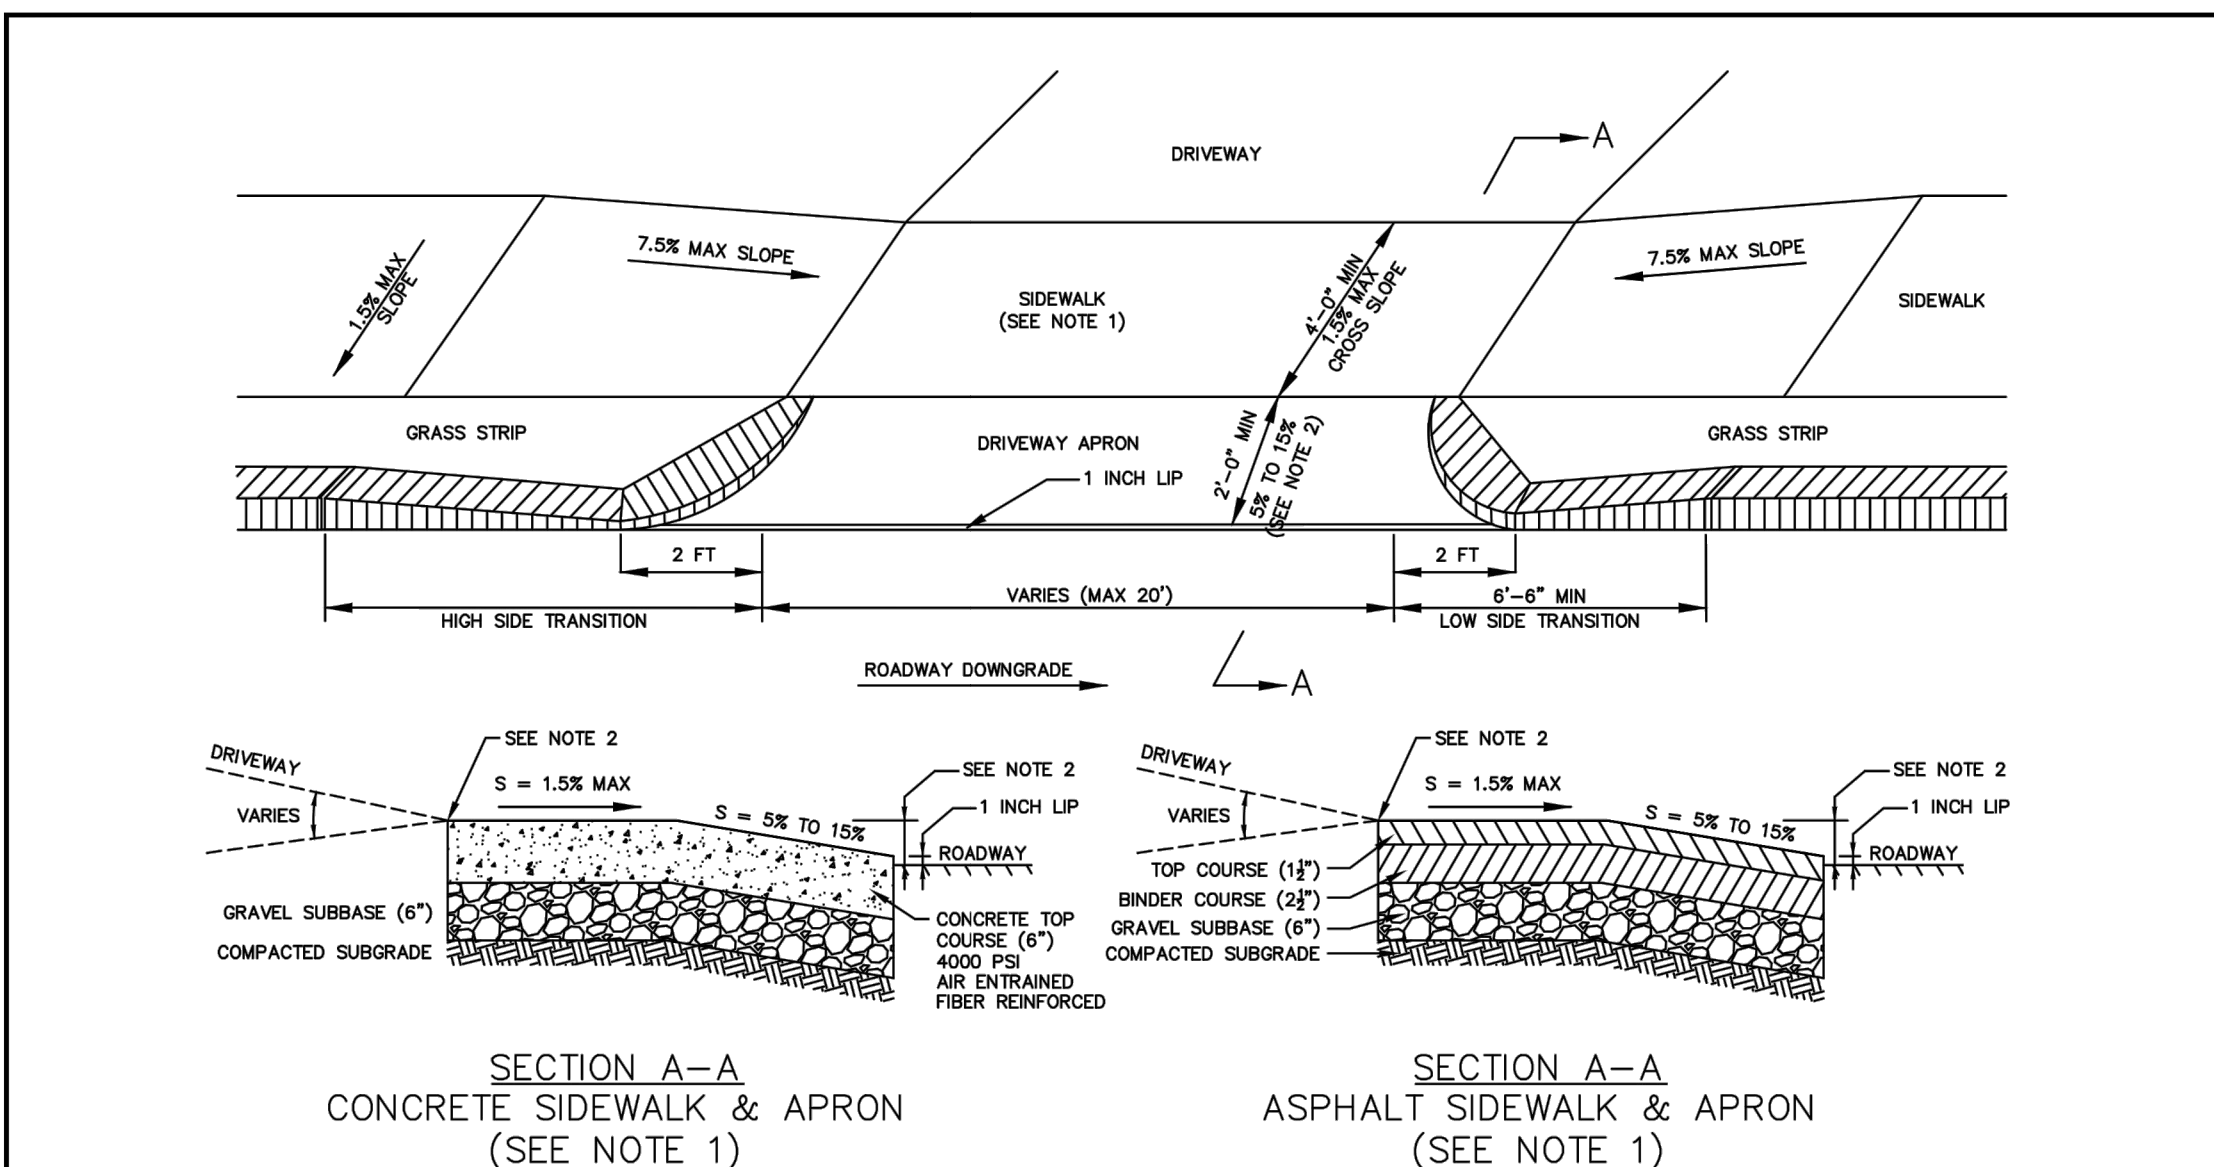 DRIVEWAY
A
7.5% MAX SLOPE
7.5% MAX SLOPE
1.5% MAX
SLOPE
SIDEWALK
(SEE NOTE 1)
4'-0" MIN
1.5% MAX
CROSS SLOPE
SIDEWALK
GRASS STRIP
DRIVEWAY APRON
1 INCH LIP
2'-0" MIN
5% TO 15%
(SEE NOTE 2)
GRASS STRIP
2 FT
2 FT
VARIES (MAX 20')
6'-6" MIN
HIGH SIDE TRANSITION
LOW SIDE TRANSITION
ROADWAY DOWNGRADE
A
DRIVEWAY
VARIES
SEE NOTE 2
S = 1.5% MAX
S = 5% TO 15%
SEE NOTE 2
1 INCH LIP
ROADWAY
GRAVEL SUBBASE (6")
COMPACTED SUBGRADE
CONCRETE TOP
COURSE (6")
4000 PSI
AIR ENTRAINED
FIBER REINFORCED
SECTION A-A
CONCRETE SIDEWALK & APRON
(SEE NOTE 1)
DRIVEWAY
VARIES
SEE NOTE 2
S = 1.5% MAX
S = 5% TO 15%
SEE NOTE 2
1 INCH LIP
ROADWAY
TOP COURSE (1½")
BINDER COURSE (2½")
GRAVEL SUBBASE (6")
COMPACTED SUBGRADE
SECTION A-A
ASPHALT SIDEWALK & APRON
(SEE NOTE 1)